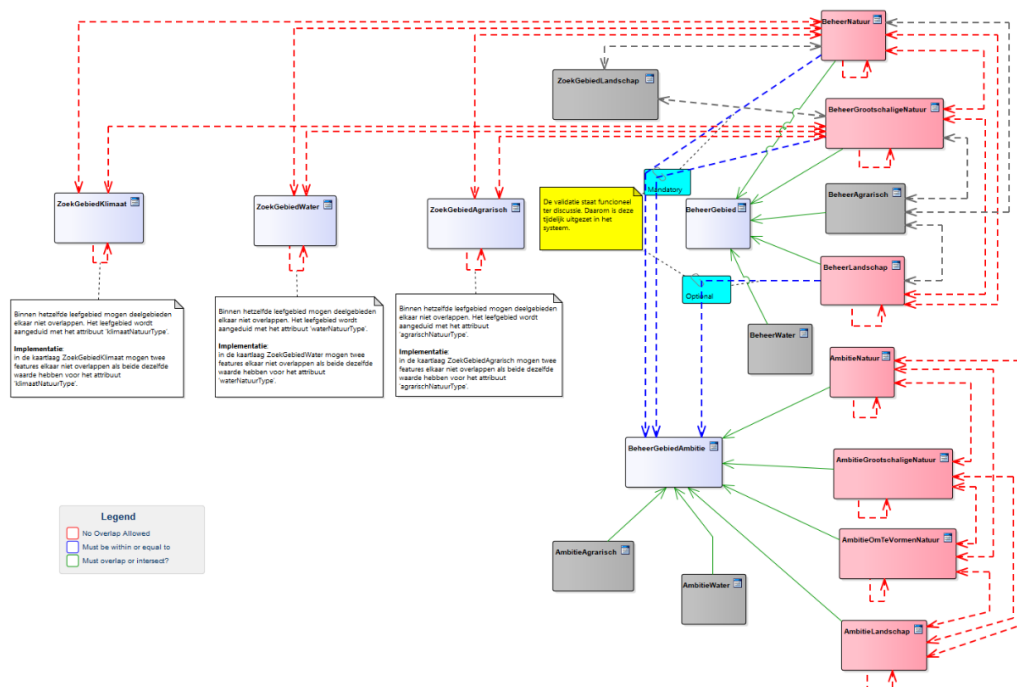 BeheerNatuur
ZoekGebiedLandschap
BeheerGrootschaligeNatuur
Mandatory
ZoekGebiedKlimaat
ZoekGebiedWater
ZoekGebiedAgrarisch
De validatie staat functioneel
ter discussie. Daarom is deze
tijdelijk uitgezet in het
systeem.
BeheerGebied
BeheerAgrarisch
BeheerLandschap
Optional
BeheerWater
Binnen hetzelfde leefgebied mogen deelgebieden
elkaar niet overlappen. Het leefgebied wordt
aangeduid met het attribuut 'klimaatNatuurType'.
Implementatie:
in de kaartlaag ZoekGebiedKlimaat mogen twee
features elkaar niet overlappen als beide dezelfde
waarde hebben voor het attribuut
'klimaatNatuurType'.
Binnen hetzelfde leefgebied mogen deelgebieden
elkaar niet overlappen. Het leefgebied wordt
aangeduid met het attribuut 'waterNatuurType'.
Implementatie:
in de kaartlaag ZoekGebiedWater mogen twee
features elkaar niet overlappen als beide dezelfde
waarde hebben voor het attribuut
'waterNatuurType'.
Binnen hetzelfde leefgebied mogen deelgebieden
elkaar niet overlappen. Het leefgebied wordt
aangeduid met het attribuut
'agrarischNatuurType'.
Implementatie:
in de kaartlaag ZoekGebiedAgrarisch mogen twee
features elkaar niet overlappen als beide dezelfde
waarde hebben voor het attribuut
'agrarischNatuurType'.
AmbitieNatuur
BeheerGebiedAmbitie
AmbitieGrootschaligeNatuur
AmbitieOmTeVormenNatuur
AmbitieAgrarisch
AmbitieWater
AmbitieLandschap
Legend
No Overlap Allowed
Must be within or equal to
Must overlap or intersect?